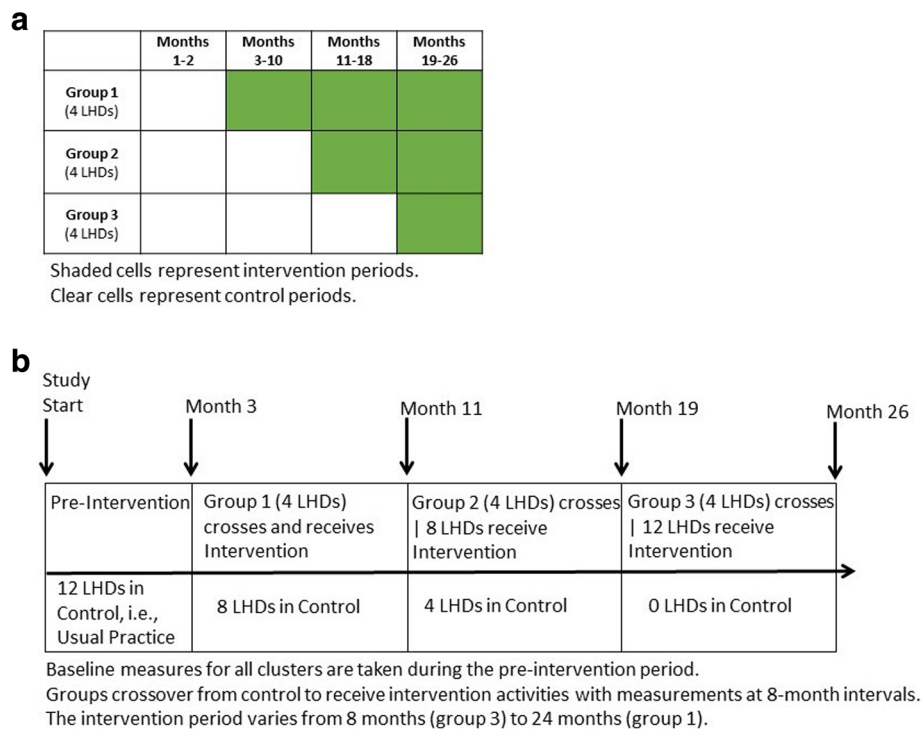 a
Months 1-2 Months 3-10 Months 11-18 Months 19-26
Group 1
(4 LHDs)
Group 2
(4 LHDs)
Group 3
(4 LHDs)
Shaded cells represent intervention periods.
Clear cells represent control periods.
b
Study
Start
Month 3
Month 11
Month 19
Month 26
Pre-Intervention
Group 1 (4 LHDs)
crosses and receives
Intervention
Group 2 (4 LHDs) crosses
| 8 LHDs receive
Intervention
Group 3 (4 LHDs) crosses
| 12 LHDs receive
Intervention
12 LHDs in
Control, i.e.,
Usual Practice
8 LHDs in Control
4 LHDs in Control
0 LHDs in Control
Baseline measures for all clusters are taken during the pre-intervention period.
Groups crossover from control to receive intervention activities with measurements at 8-month intervals.
The intervention period varies from 8 months (group 3) to 24 months (group 1).